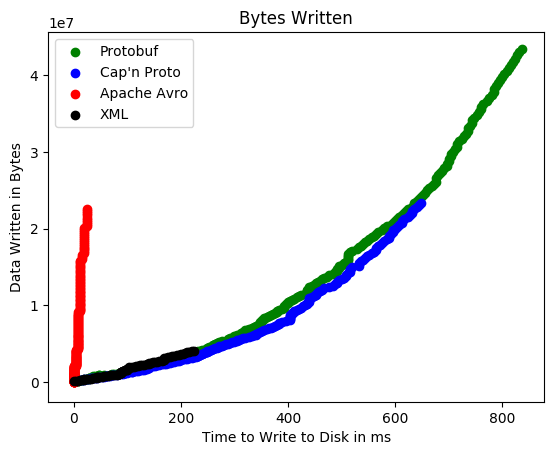 Bytes Written
1e7
Protobuf
Cap'n Proto
Apache Avro
XML
Data Written in Bytes
4
3
2
1
0
0 200 400 600 800
Time to Write to Disk in ms